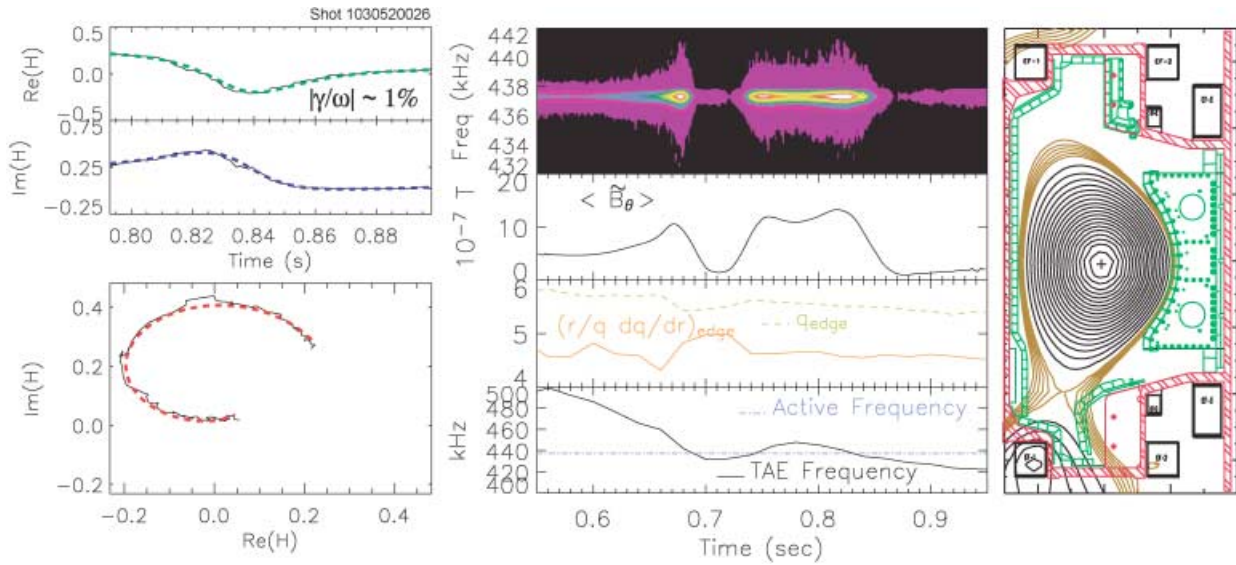 Shot 1030520026
0.5
Re(H)
0.0
|γ/ω| ~ 1%
-0.5
0.75
Im(H)
0.25
-0.25
0.80 0.82 0.84 0.86 0.88
Time (s)
0.4
Im(H)
0.2
0.0
-0.2
-0.2 0.0 0.2 0.4
Re(H)
442
440
438
436
434
432
Freq (kHz)
20
< B̃θ >
10
0
10⁻⁷ T
6
(r/q dq/dr)edge
qedge
5
4
500
480
460
440
420
400
kHz
Active Frequency
TAE Frequency
0.6 0.7 0.8 0.9
Time (sec)
EF-1
EF-2